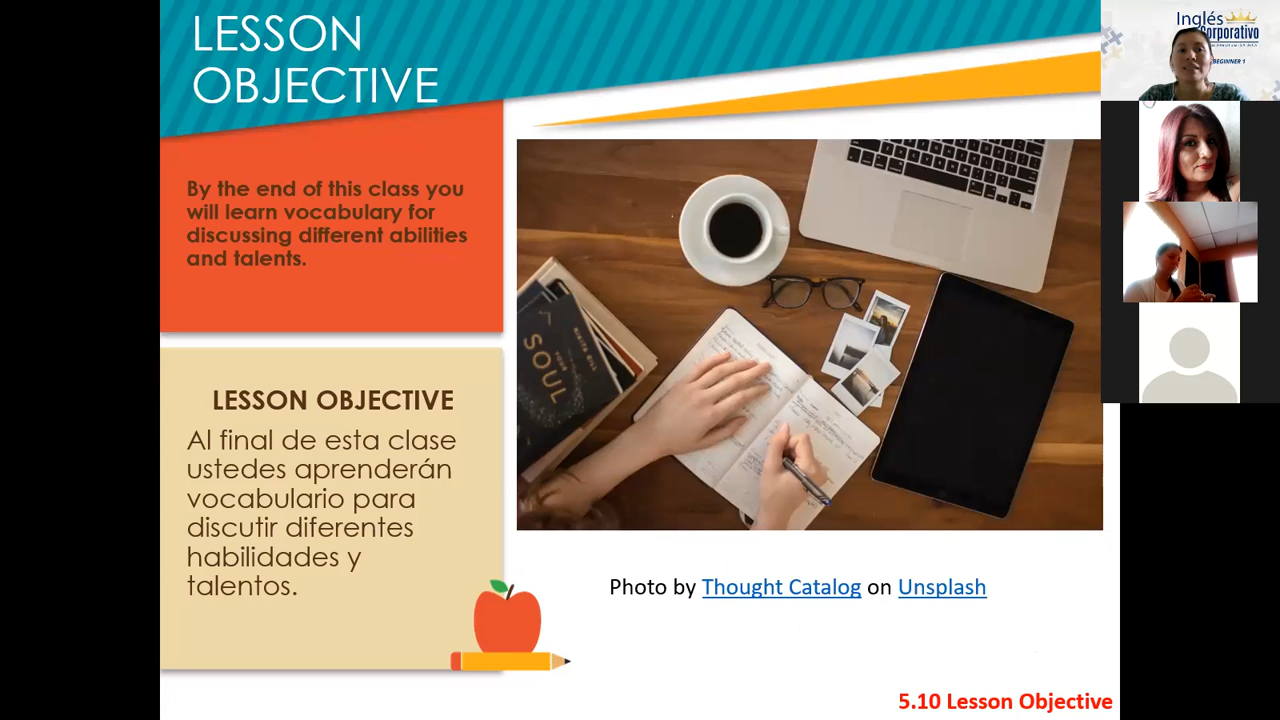 LESSON
OBJECTIVE
By the end of this class you
will learn vocabulary for
discussing different abilities
and talents.
LESSON OBJECTIVE
Al final de esta clase
ustedes aprenderán
vocabulario para
discutir diferentes
habilidades y
talentos.
YOUR
SOUL
Photo by Thought Catalog on Unsplash
5.10 Lesson Objective
Inglés
Corporativo
BEGINNER 1